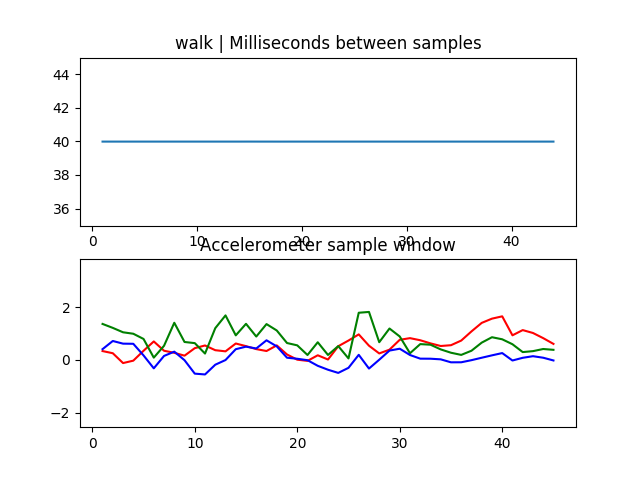 walk | Milliseconds between samples
44
42
40
38
36
0 10 20 30 40
Accelerometer sample window
2
0
−2
0 10 20 30 40